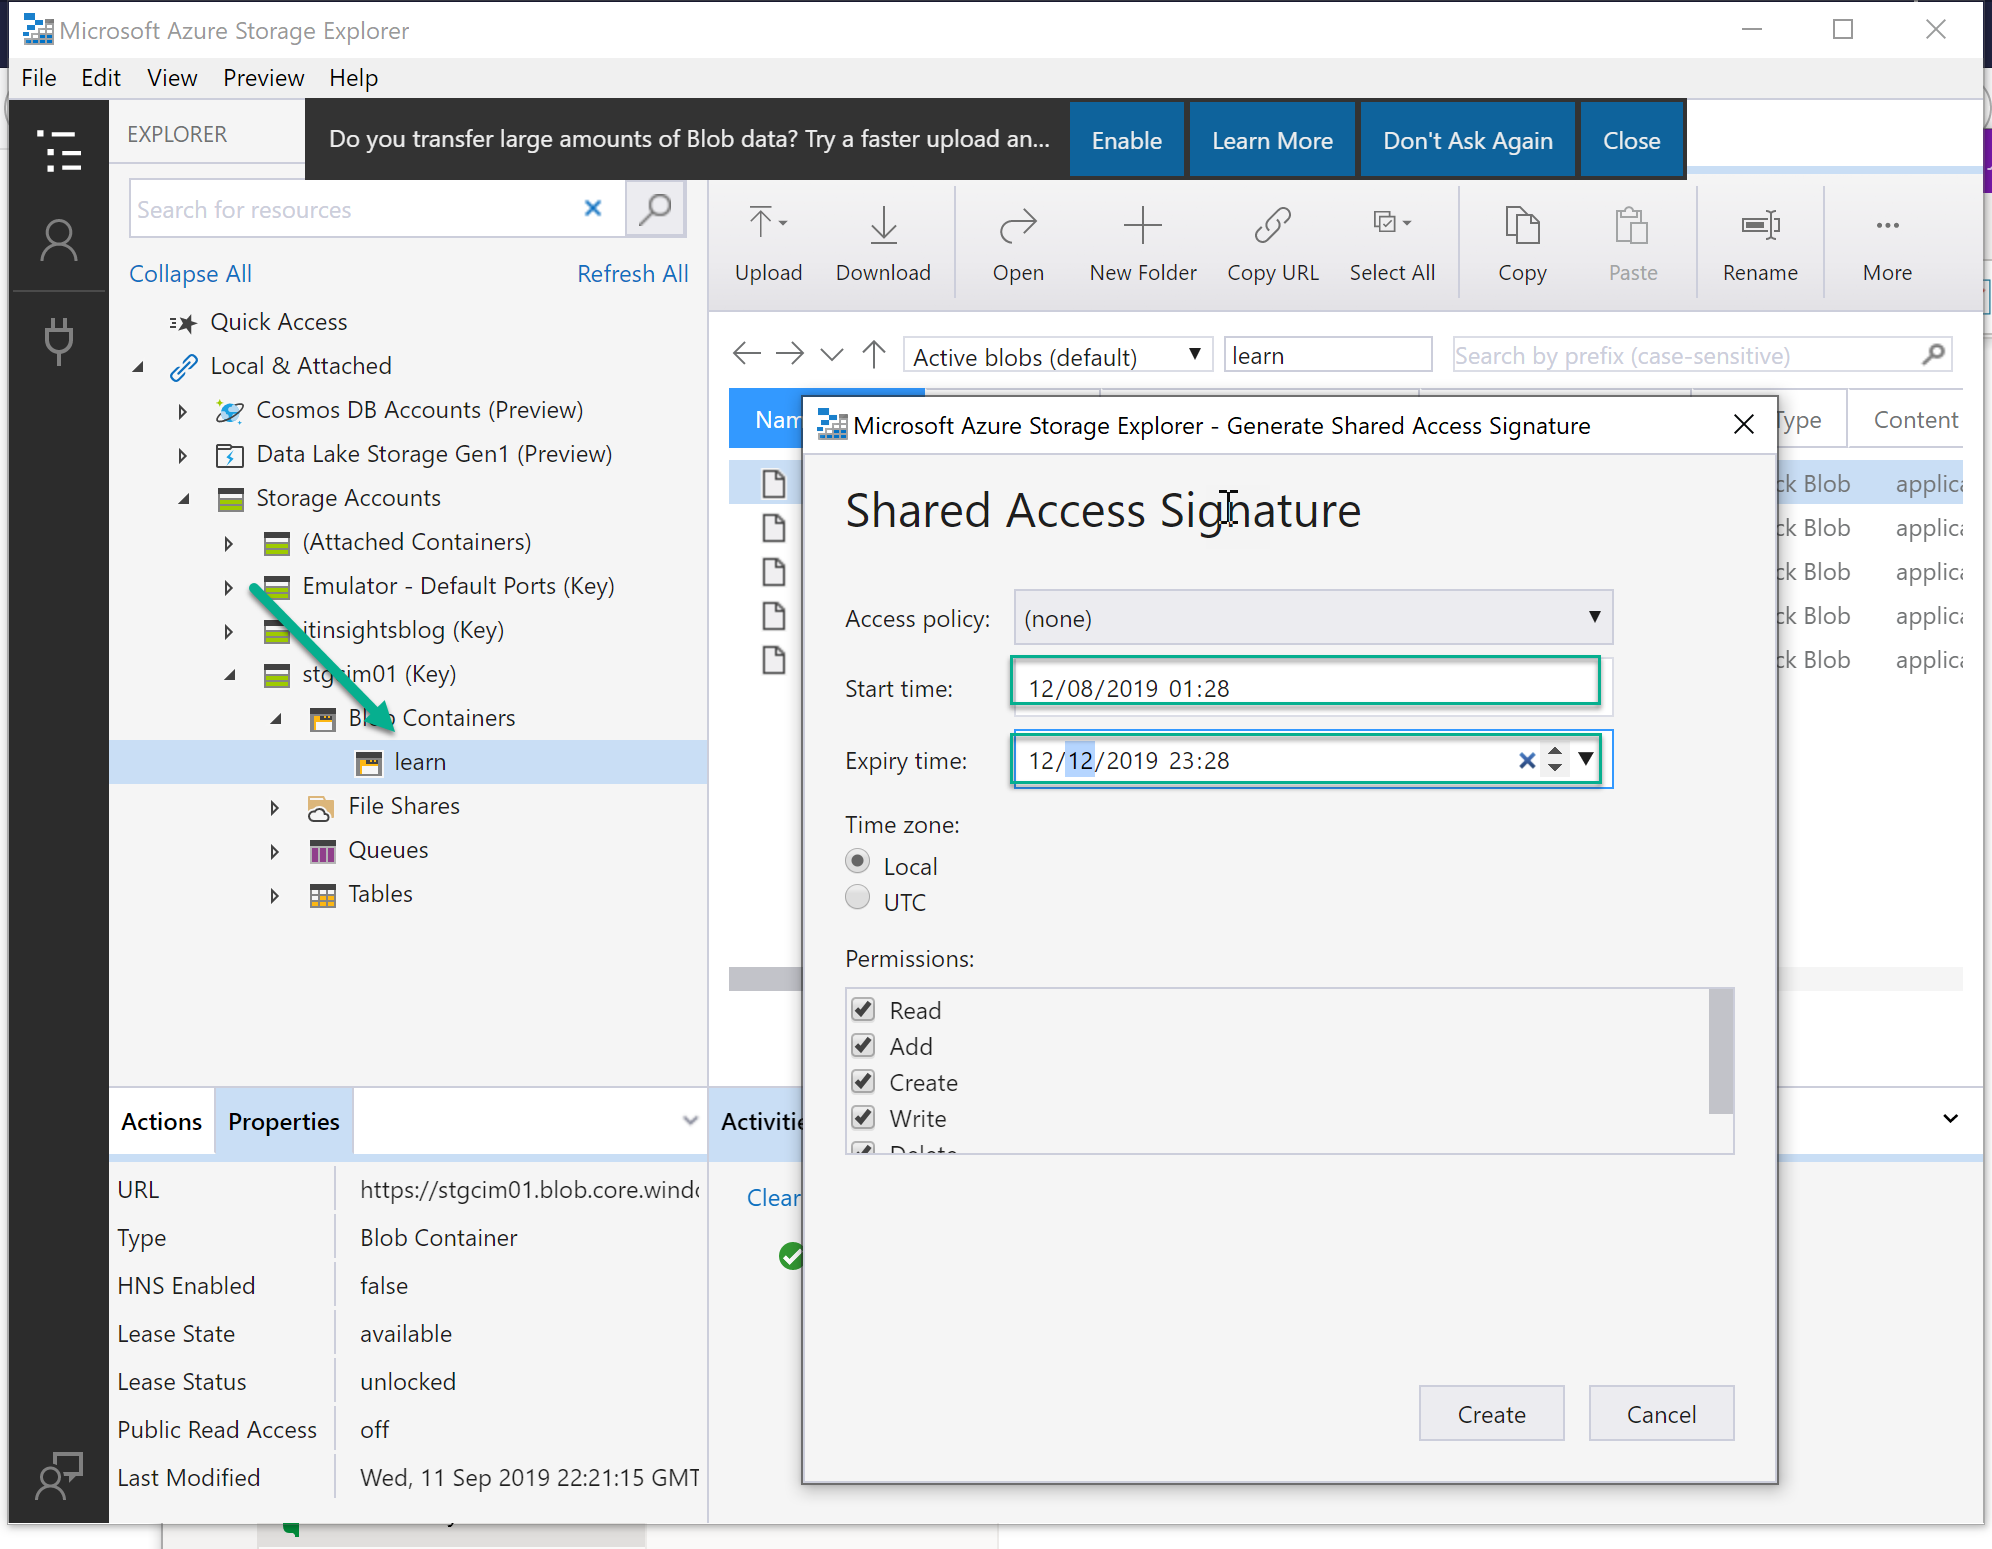 Microsoft Azure Storage Explorer
File Edit View Preview Help
EXPLORER
Do you transfer large amounts of Blob data? Try a faster upload an... Enable Learn More Don't Ask Again Close
Search for resources
Collapse All Refresh All
Quick Access
Local & Attached
Cosmos DB Accounts (Preview)
Data Lake Storage Gen1 (Preview)
Storage Accounts
(Attached Containers)
Emulator - Default Ports (Key)
itinsightsblog (Key)
stgcim01 (Key)
Blob Containers
learn
File Shares
Queues
Tables
Actions Properties
URL https://stgcim01.blob.core.windo
Type Blob Container
HNS Enabled false
Lease State available
Lease Status unlocked
Public Read Access off
Last Modified Wed, 11 Sep 2019 22:21:15 GMT
Upload Download Open New Folder Copy URL Select All Copy Paste Rename More
Active blobs (default) learn Search by prefix (case-sensitive)
Nam Type Content
ck Blob applica
ck Blob applica
ck Blob applica
ck Blob applica
ck Blob applica
Activitie
Clear
Microsoft Azure Storage Explorer - Generate Shared Access Signature
Shared Access Signature
Access policy: (none)
Start time: 12/08/2019 01:28
Expiry time: 12/12/2019 23:28
Time zone:
Local
UTC
Permissions:
Read
Add
Create
Write
Delete
Create Cancel